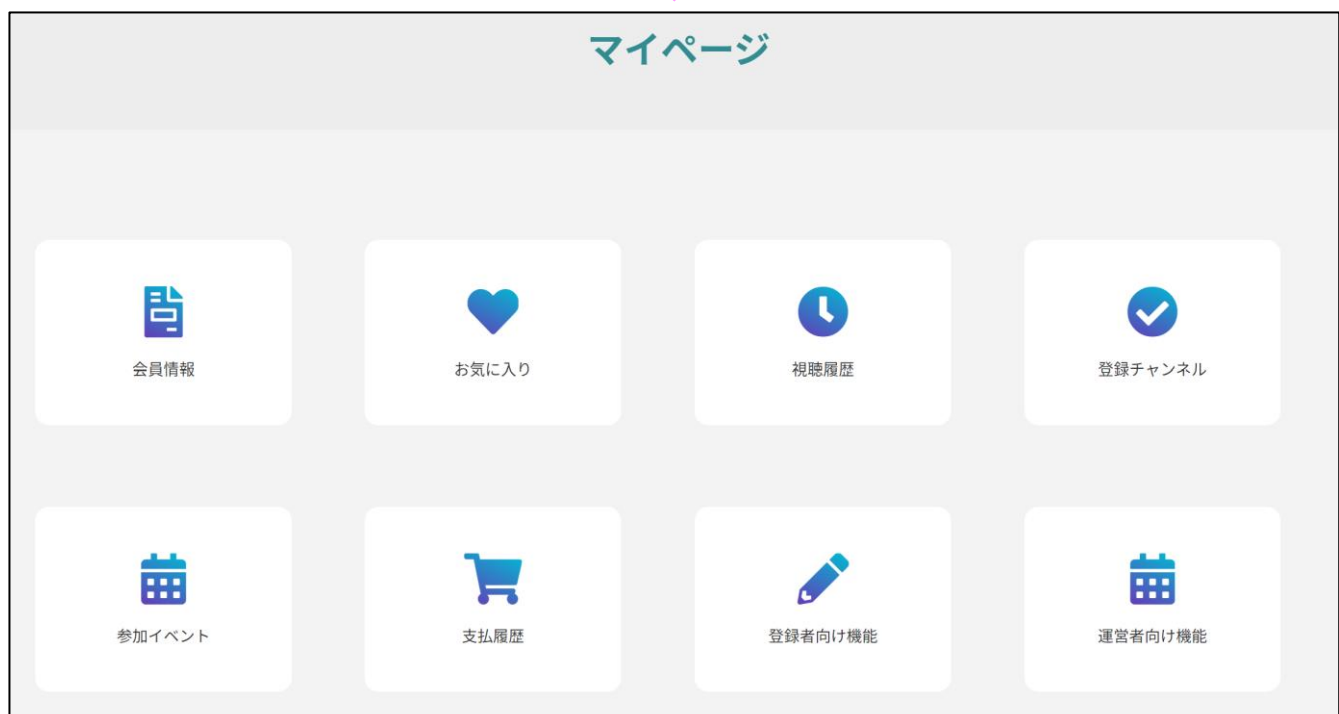 マイページ
会員情報
お気に入り
視聴履歴
登録チャンネル
参加イベント
支払履歴
登録者向け機能
運営者向け機能